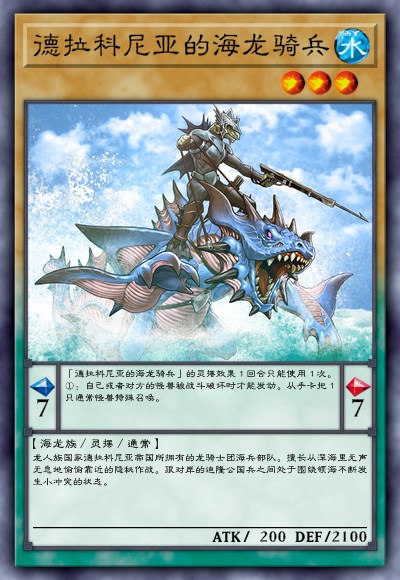 德拉科尼亚的海龙骑兵
水
「德拉科尼亚的海龙骑兵」的灵摆效果1回合只能使用1次。
①：自己或者对方的怪兽被战斗破坏时才能发动。从手卡把1
只通常怪兽特殊召唤。
7
7
【海龙族／灵摆／通常】
龙人族国家德拉科尼亚帝国所拥有的龙骑士团海兵部队。擅长从深海里无声
无息地偷偷靠近的隐秘作战。跟对岸的迪隆公国兵之间处于围绕领海不断发
生小冲突的状态。
ATK/ 200 DEF/2100